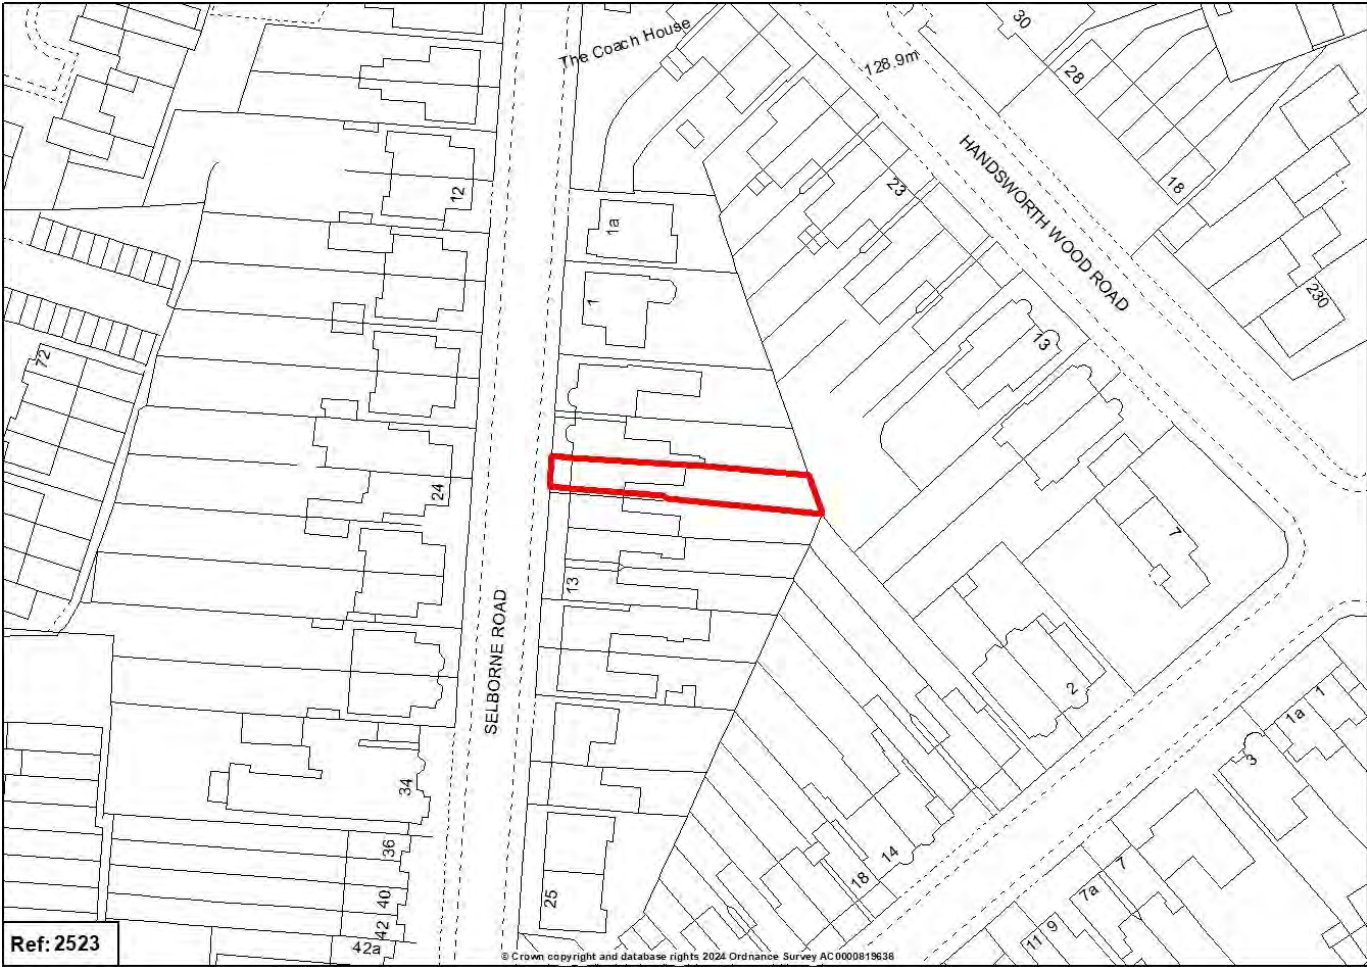 30
The Coach House
128.9m
28
18
HANDSWORTH WOOD ROAD
23
12
1a
1
230
13
72
24
7
13
SELBORNE ROAD
2
1
1a
3
34
36
14
18
7
7a
40
25
9
11
42
42a
Ref: 2523
© Crown copyright and database rights 2024 Ordnance Survey AC0000819636